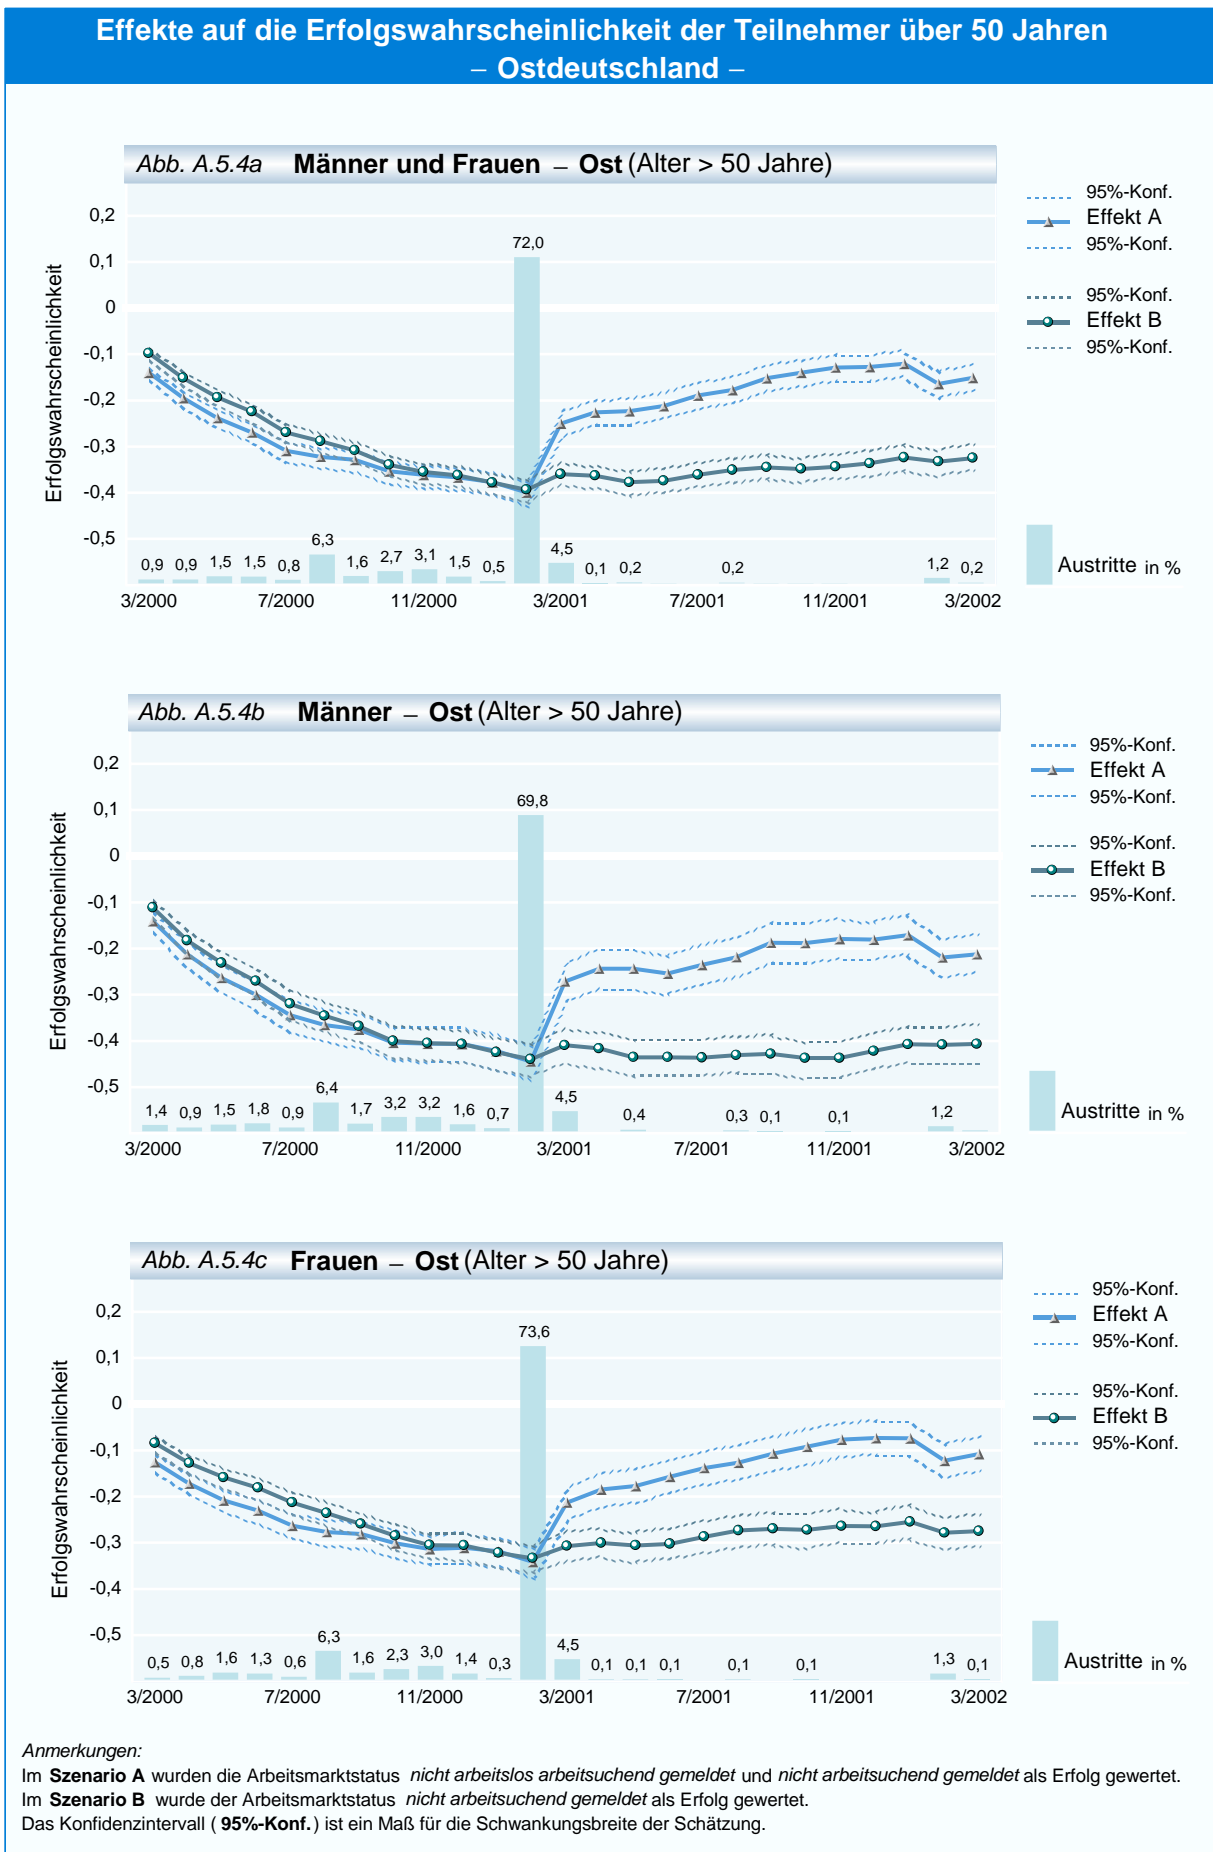 Effekte auf die Erfolgswahrscheinlichkeit der Teilnehmer über 50 Jahren
– Ostdeutschland –
Abb. A.5.4a Männer und Frauen – Ost (Alter > 50 Jahre)
Erfolgswahrscheinlichkeit
0,2
0,1
0
-0,1
-0,2
-0,3
-0,4
-0,5
72,0
0,9 0,9 1,5 1,5 0,8 6,3 1,6 2,7 3,1 1,5 0,5 4,5 0,1 0,2 0,2 1,2 0,2
3/2000 7/2000 11/2000 3/2001 7/2001 11/2001 3/2002
95%-Konf.
Effekt A
95%-Konf.
95%-Konf.
Effekt B
95%-Konf.
Austritte in %
Abb. A.5.4b Männer – Ost (Alter > 50 Jahre)
Erfolgswahrscheinlichkeit
0,2
0,1
0
-0,1
-0,2
-0,3
-0,4
-0,5
69,8
1,4 0,9 1,5 1,8 0,9 6,4 1,7 3,2 3,2 1,6 0,7 4,5 0,4 0,3 0,1 0,1 1,2
3/2000 7/2000 11/2000 3/2001 7/2001 11/2001 3/2002
95%-Konf.
Effekt A
95%-Konf.
95%-Konf.
Effekt B
95%-Konf.
Austritte in %
Abb. A.5.4c Frauen – Ost (Alter > 50 Jahre)
Erfolgswahrscheinlichkeit
0,2
0,1
0
-0,1
-0,2
-0,3
-0,4
-0,5
73,6
0,5 0,8 1,6 1,3 0,6 6,3 1,6 2,3 3,0 1,4 0,3 4,5 0,1 0,1 0,1 0,1 0,1 1,3 0,1
3/2000 7/2000 11/2000 3/2001 7/2001 11/2001 3/2002
95%-Konf.
Effekt A
95%-Konf.
95%-Konf.
Effekt B
95%-Konf.
Austritte in %
Anmerkungen:
Im Szenario A wurden die Arbeitsmarktstatus nicht arbeitslos arbeitsuchend gemeldet und nicht arbeitsuchend gemeldet als Erfolg gewertet.
Im Szenario B wurde der Arbeitsmarktstatus nicht arbeitsuchend gemeldet als Erfolg gewertet.
Das Konfidenzintervall ( 95%-Konf.) ist ein Maß für die Schwankungsbreite der Schätzung.